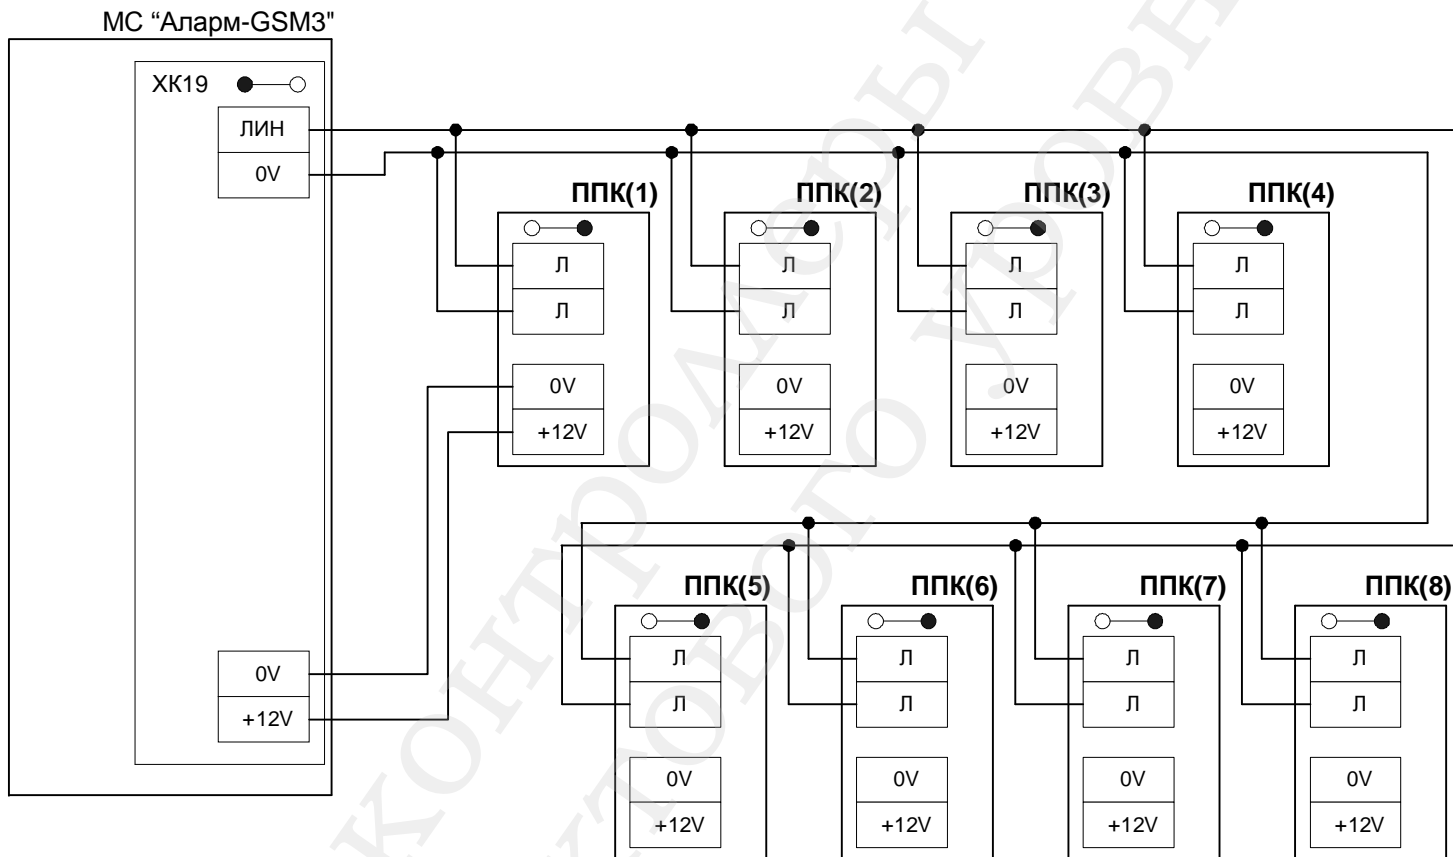 МС “Аларм-GSM3"
ХК19
ЛИН
0V
ППК(1) ППК(2) ППК(3) ППК(4)
Л Л Л Л
Л Л Л Л
0V 0V 0V 0V
+12V +12V +12V +12V
ППК(5) ППК(6) ППК(7) ППК(8)
Л Л Л Л
0V
Л Л Л Л
+12V
0V 0V 0V 0V
+12V +12V +12V +12V
контроллеры
уровн